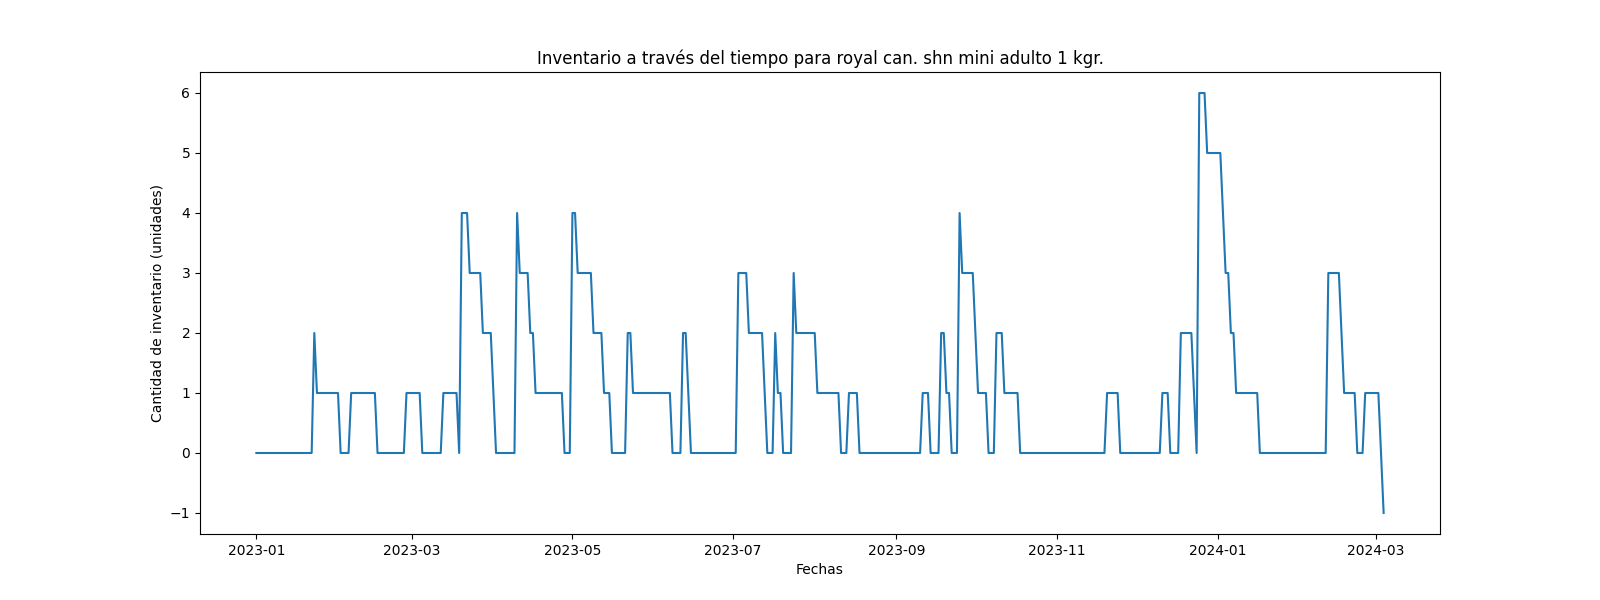 Inventario a través del tiempo para royal can. shn mini adulto 1 kgr.
Cantidad de inventario (unidades)
6
5
4
3
2
1
0
−1
2023-01 2023-03 2023-05 2023-07 2023-09 2023-11 2024-01 2024-03
Fechas